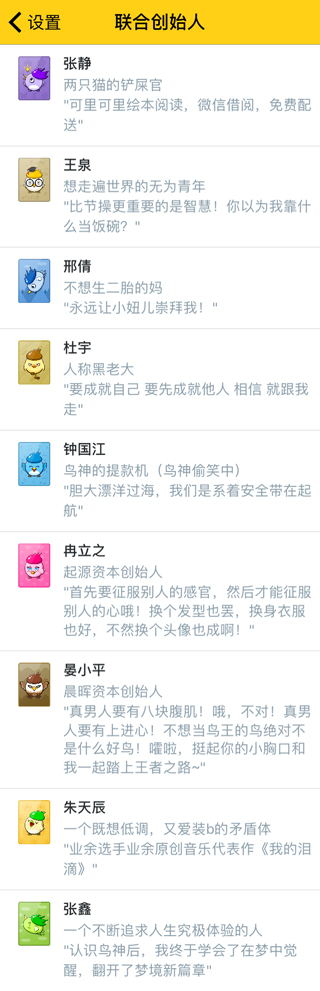 设置
联合创始人
张静
两只猫的铲屎官
"可里可里绘本阅读，微信借阅，免费配
送"
王泉
想走遍世界的无为青年
"比节操更重要的是智慧！你以为我靠什
么当饭碗？"
邢倩
不想生二胎的妈
"永远让小妞儿崇拜我！"
杜宇
人称黑老大
"要成就自己 要先成就他人 相信 就跟我
走"
钟国江
鸟神的提款机（鸟神偷笑中）
"胆大漂洋过海，我们是系着安全带在起
航"
冉立之
起源资本创始人
"首先要征服别人的感官，然后才能征服
别人的心哦！换个发型也罢，换身衣服
也好，不然换个头像也成啊！"
晏小平
晨晖资本创始人
"真男人要有八块腹肌！哦，不对！真男
人要有上进心！不想当鸟王的鸟绝对不
是什么好鸟！嚯啦，挺起你的小胸口和
我一起踏上王者之路~"
朱天辰
一个既想低调，又爱装b的矛盾体
"业余选手业余原创音乐代表作《我的泪
滴》"
张鑫
一个不断追求人生究极体验的人
"认识鸟神后，我终于学会了在梦中觉
醒，翻开了梦境新篇章"